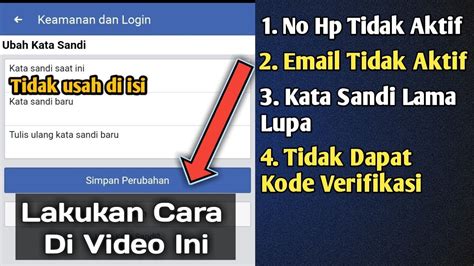 Keamanan dan Login
Ubah Kata Sandi
Kata sandi saat ini
Tidak usah di isi
Kata sandi baru
Tulis ulang kata sandi baru
Simpan Perubahan
Lakukan Cara
Di Video Ini
1. No Hp Tidak Aktif
2. Email Tidak Aktif
3. Kata Sandi Lama
Lupa
4. Tidak Dapat
Kode Verifikasi